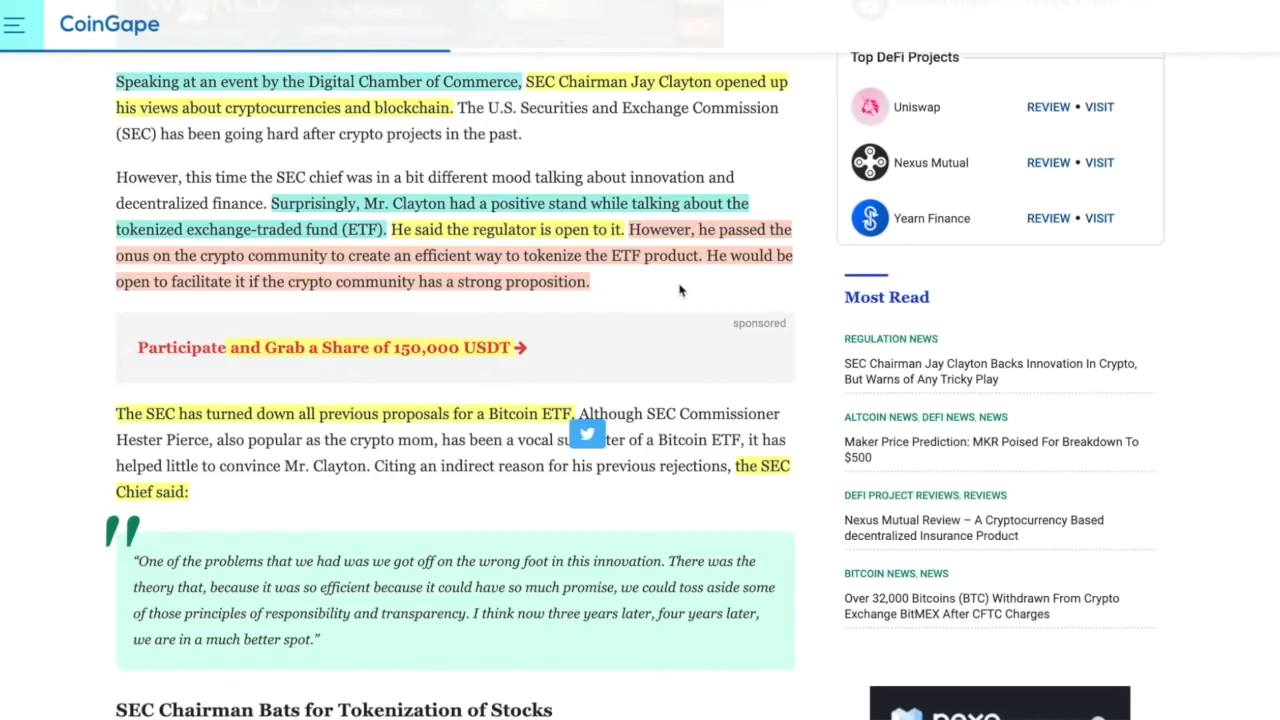 CoinGape
Speaking at an event by the Digital Chamber of Commerce, SEC Chairman Jay Clayton opened up
his views about cryptocurrencies and blockchain. The U.S. Securities and Exchange Commission
(SEC) has been going hard after crypto projects in the past.
However, this time the SEC chief was in a bit different mood talking about innovation and
decentralized finance. Surprisingly, Mr. Clayton had a positive stand while talking about the
tokenized exchange-traded fund (ETF). He said the regulator is open to it. However, he passed the
onus on the crypto community to create an efficient way to tokenize the ETF product. He would be
open to facilitate it if the crypto community has a strong proposition.
sponsored
Participate and Grab a Share of 150,000 USDT →
The SEC has turned down all previous proposals for a Bitcoin ETF. Although SEC Commissioner
Hester Pierce, also popular as the crypto mom, has been a vocal su ter of a Bitcoin ETF, it has
helped little to convince Mr. Clayton. Citing an indirect reason for his previous rejections, the SEC
Chief said:
“One of the problems that we had was we got off on the wrong foot in this innovation. There was the
theory that, because it was so efficient because it could have so much promise, we could toss aside some
of those principles of responsibility and transparency. I think now three years later, four years later,
we are in a much better spot.”
SEC Chairman Bats for Tokenization of Stocks
Top DeFi Projects
Uniswap REVIEW • VISIT
Nexus Mutual REVIEW • VISIT
Yearn Finance REVIEW • VISIT
Most Read
REGULATION NEWS
SEC Chairman Jay Clayton Backs Innovation In Crypto,
But Warns of Any Tricky Play
ALTCOIN NEWS, DEFI NEWS, NEWS
Maker Price Prediction: MKR Poised For Breakdown To
$500
DEFI PROJECT REVIEWS, REVIEWS
Nexus Mutual Review – A Cryptocurrency Based
decentralized Insurance Product
BITCOIN NEWS, NEWS
Over 32,000 Bitcoins (BTC) Withdrawn From Crypto
Exchange BitMEX After CFTC Charges